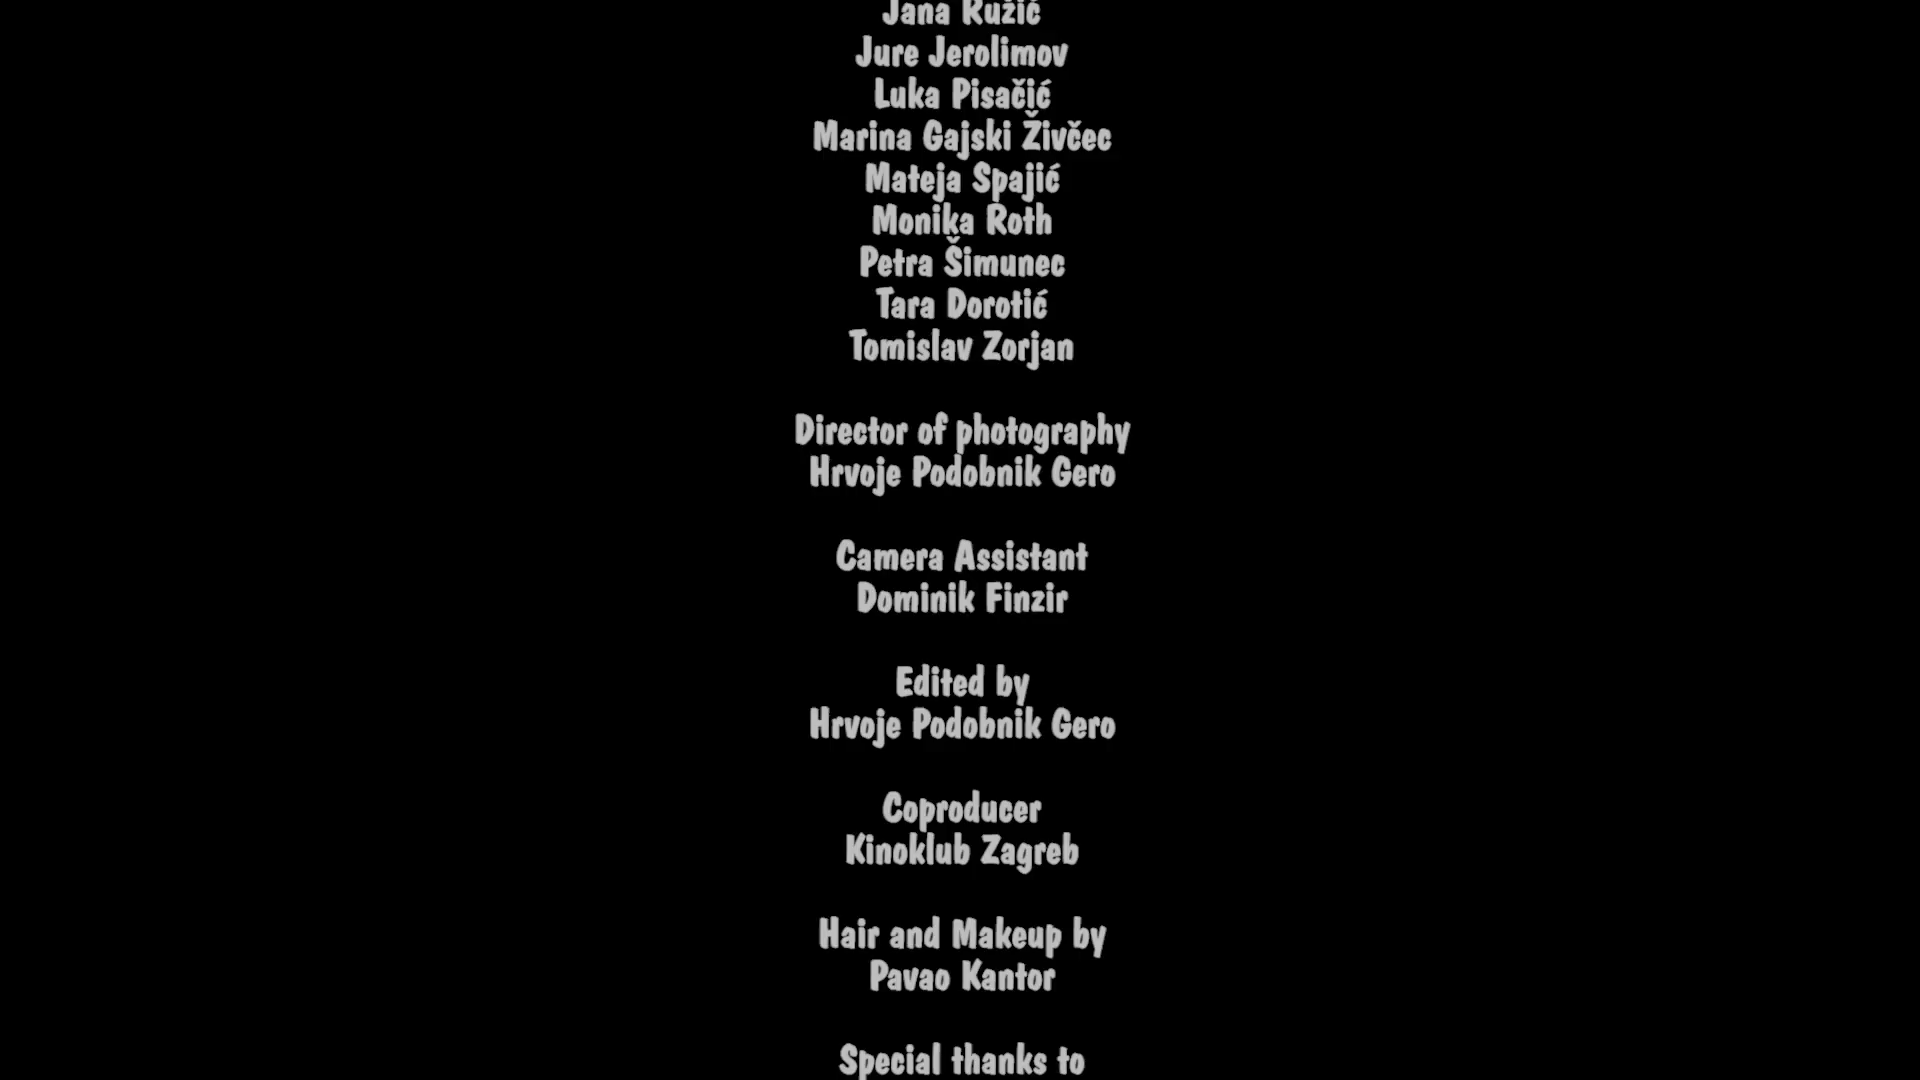 Jana Ružić
Jure Jerolimov
Luka Pisačić
Marina Gajski Živčec
Mateja Spajić
Monika Roth
Petra Šimunec
Tara Dorotić
Tomislav Zorjan
Director of photography
Hrvoje Podobnik Gero
Camera Assistant
Dominik Finzir
Edited by
Hrvoje Podobnik Gero
Coproducer
Kinoklub Zagreb
Hair and Makeup by
Pavao Kantor
Special thanks to